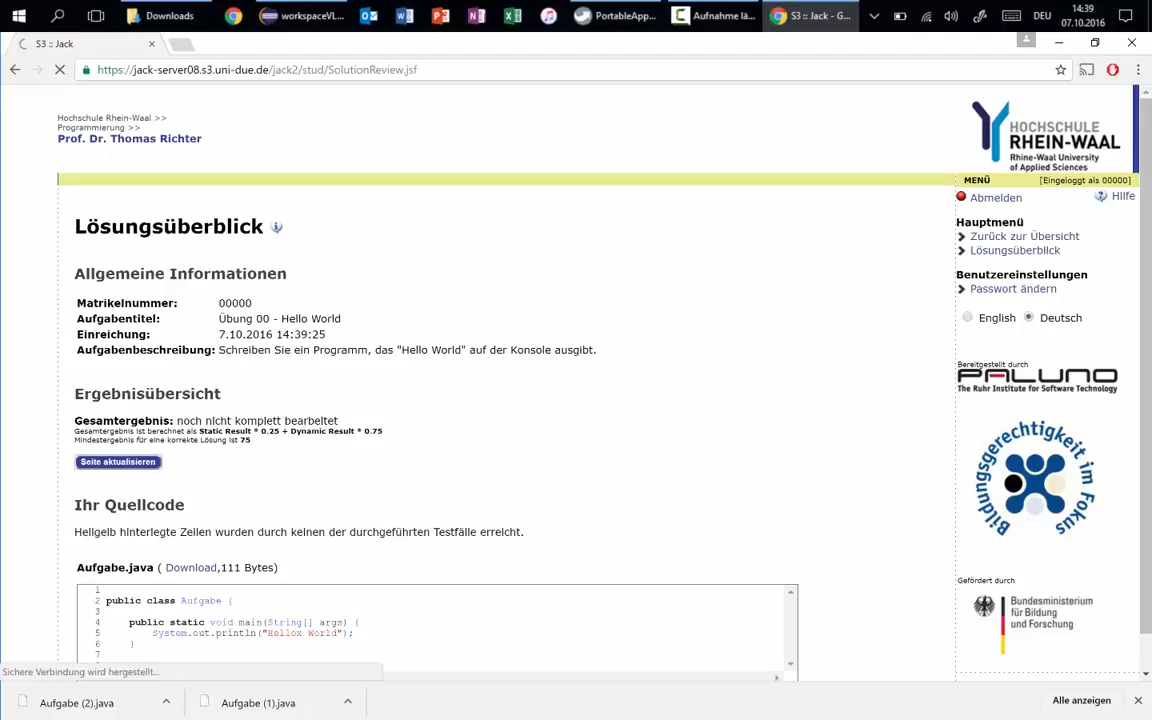 Downloads
workspaceVL...
PortableApp...
Aufnahme lä...
S3 :: Jack - G...
DEU
14:39
07.10.2016
S3 :: Jack
https://jack-server08.s3.uni-due.de/jack2/stud/SolutionReview.jsf
Hochschule Rhein-Waal >>
Programmierung >>
Prof. Dr. Thomas Richter
HOCHSCHULE
RHEIN-WAAL
Rhine-Waal University
of Applied Sciences
MENÜ
[Eingeloggt als 00000]
Abmelden
Hilfe
Hauptmenü
Zurück zur Übersicht
Lösungsüberblick
Benutzereinstellungen
Passwort ändern
English
Deutsch
Bereitgestellt durch
PALUNO
The Ruhr Institute for Software Technology
Bildungsgerechtigkeit im Fokus
Gefördert durch
Bundesministerium
für Bildung
und Forschung
Lösungsüberblick
Allgemeine Informationen
Matrikelnummer: 00000
Aufgabentitel: Übung 00 - Hello World
Einreichung: 7.10.2016 14:39:25
Aufgabenbeschreibung: Schreiben Sie ein Programm, das "Hello World" auf der Konsole ausgibt.
Ergebnisübersicht
Gesamtergebnis: noch nicht komplett bearbeitet
Gesamtergebnis ist berechnet als Static Result * 0.25 + Dynamic Result * 0.75
Mindestergebnis für eine korrekte Lösung ist 75
Seite aktualisieren
Ihr Quellcode
Hellgelb hinterlegte Zellen wurden durch keinen der durchgeführten Testfälle erreicht.
Aufgabe.java ( Download,111 Bytes)
1
2 public class Aufgabe {
3
4 public static void main(String[] args) {
5 System.out.println("Hellox World");
6 }
7
Sichere Verbindung wird hergestellt...
Aufgabe (2).java
Aufgabe (1).java
Alle anzeigen